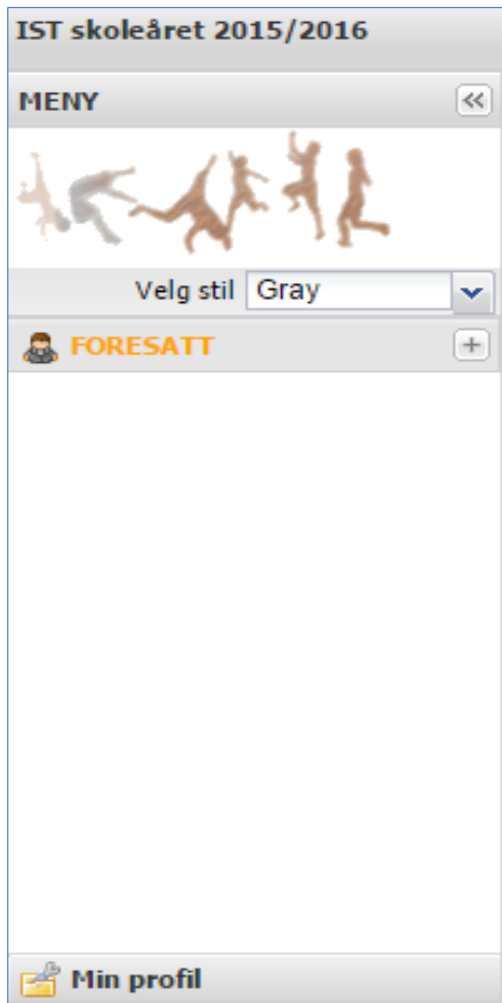 IST skoleåret 2015/2016
MENY
Velg stil Gray
FORESATT
Min profil